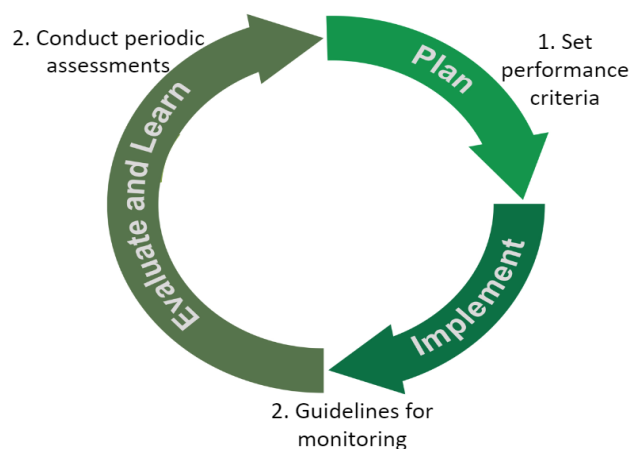 2. Conduct periodic
assessments
Plan
1. Set
performance
criteria
Implement
2. Guidelines for
monitoring
Evaluate and Learn